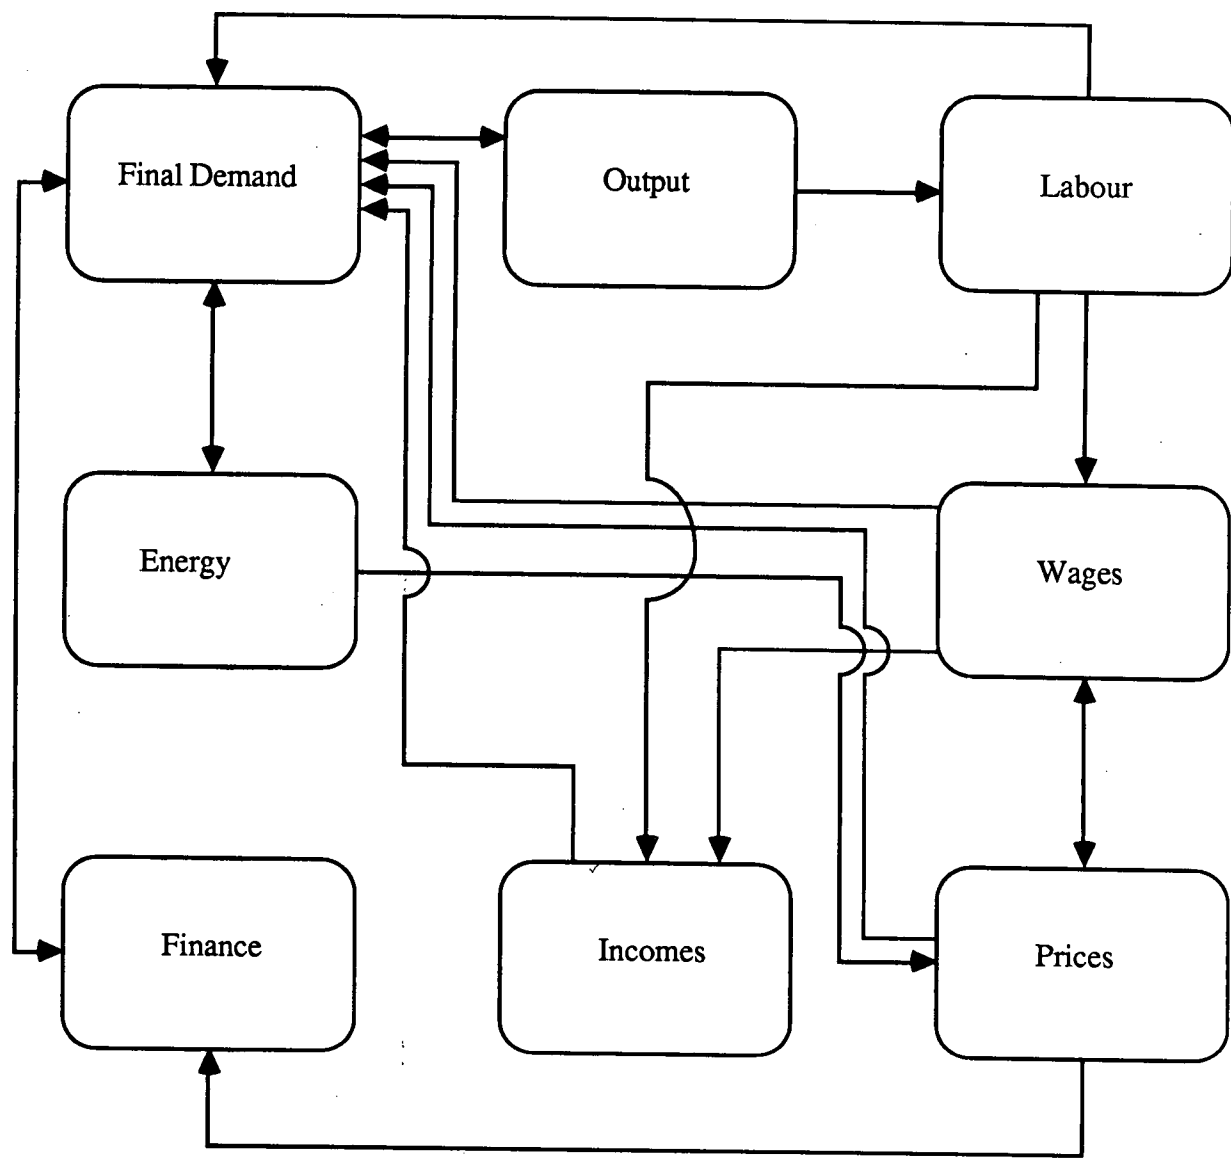 Final Demand
Output
Labour
Energy
Wages
Finance
Incomes
Prices